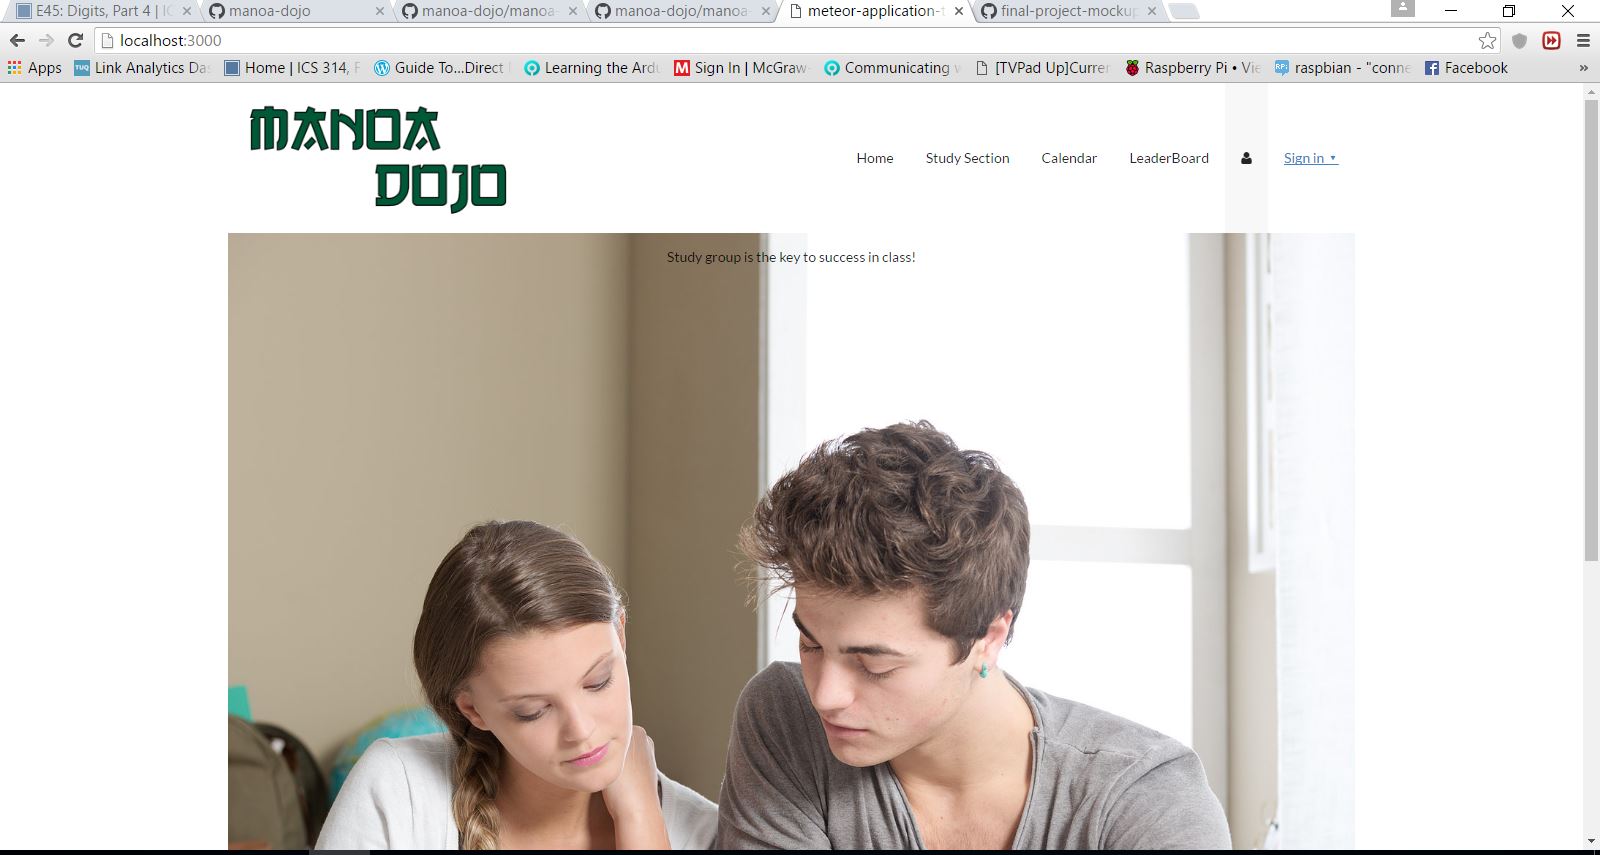 E45: Digits, Part 4 | IC
manoa-dojo
manoa-dojo/manoa-
manoa-dojo/manoa-
meteor-application-t
final-project-mockup
localhost:3000
Apps
TUQ Link Analytics Das
Home | ICS 314, F
Guide To...Direct
Learning the Ardu
M Sign In | McGraw-
Communicating w
[TVPad Up]Curren
Raspberry Pi • Vie
RPi raspbian - "conne
Facebook
»
MANOA
DOJO
Home Study Section Calendar LeaderBoard Sign in
Study group is the key to success in class!